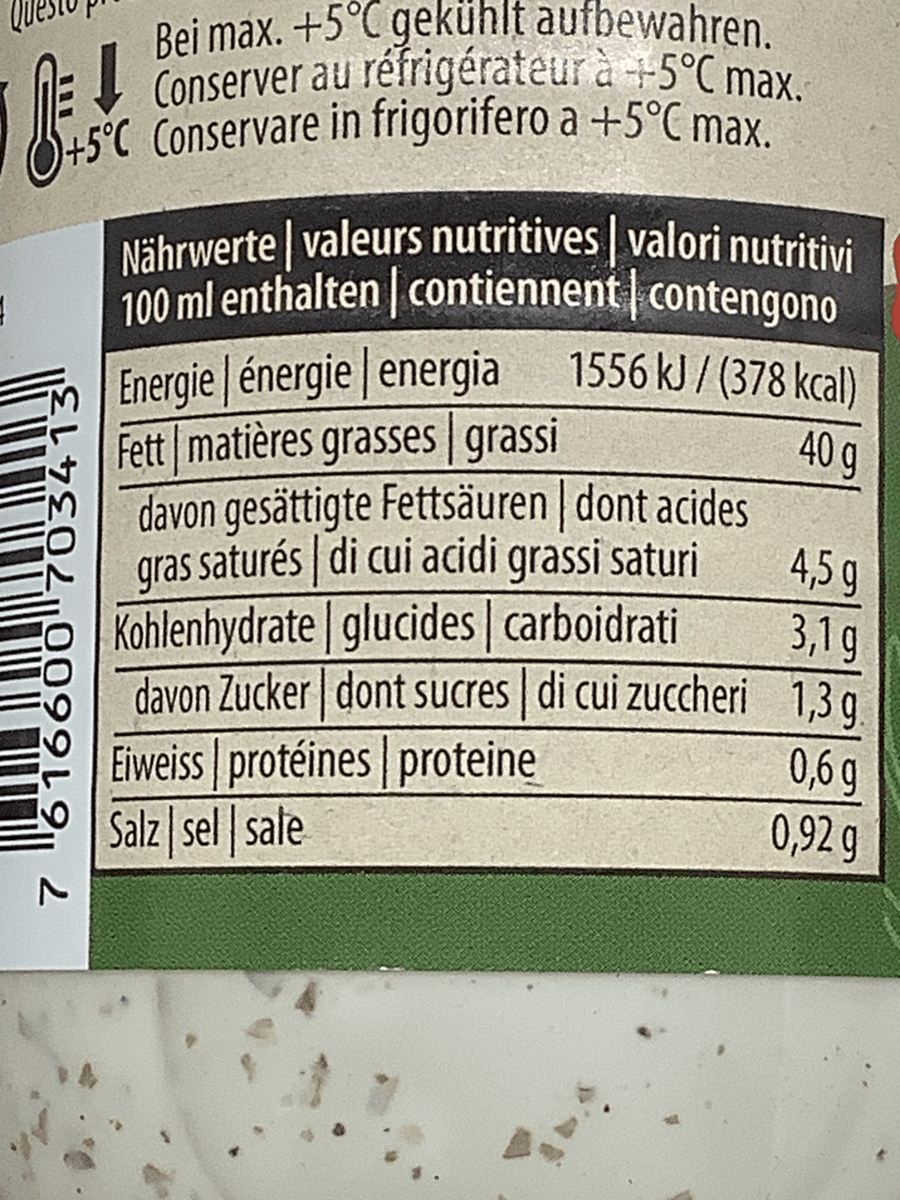 Questo
Bei max. +5°C gekühlt aufbewahren.
Conserver au réfrigérateur à +5°C max.
+5°C Conservare in frigorifero a +5°C max.
Nährwerte | valeurs nutritives | valori nutritivi
100 ml enthalten | contiennent | contengono
Energie | énergie | energia 1556 kJ / (378 kcal)
Fett | matières grasses | grassi 40 g
davon gesättigte Fettsäuren | dont acides
gras saturés | di cui acidi grassi saturi 4,5 g
Kohlenhydrate | glucides | carboidrati 3,1 g
davon Zucker | dont sucres | di cui zuccheri 1,3 g
Eiweiss | protéines | proteine 0,6 g
Salz | sel | sale 0,92 g
7 616600 703413